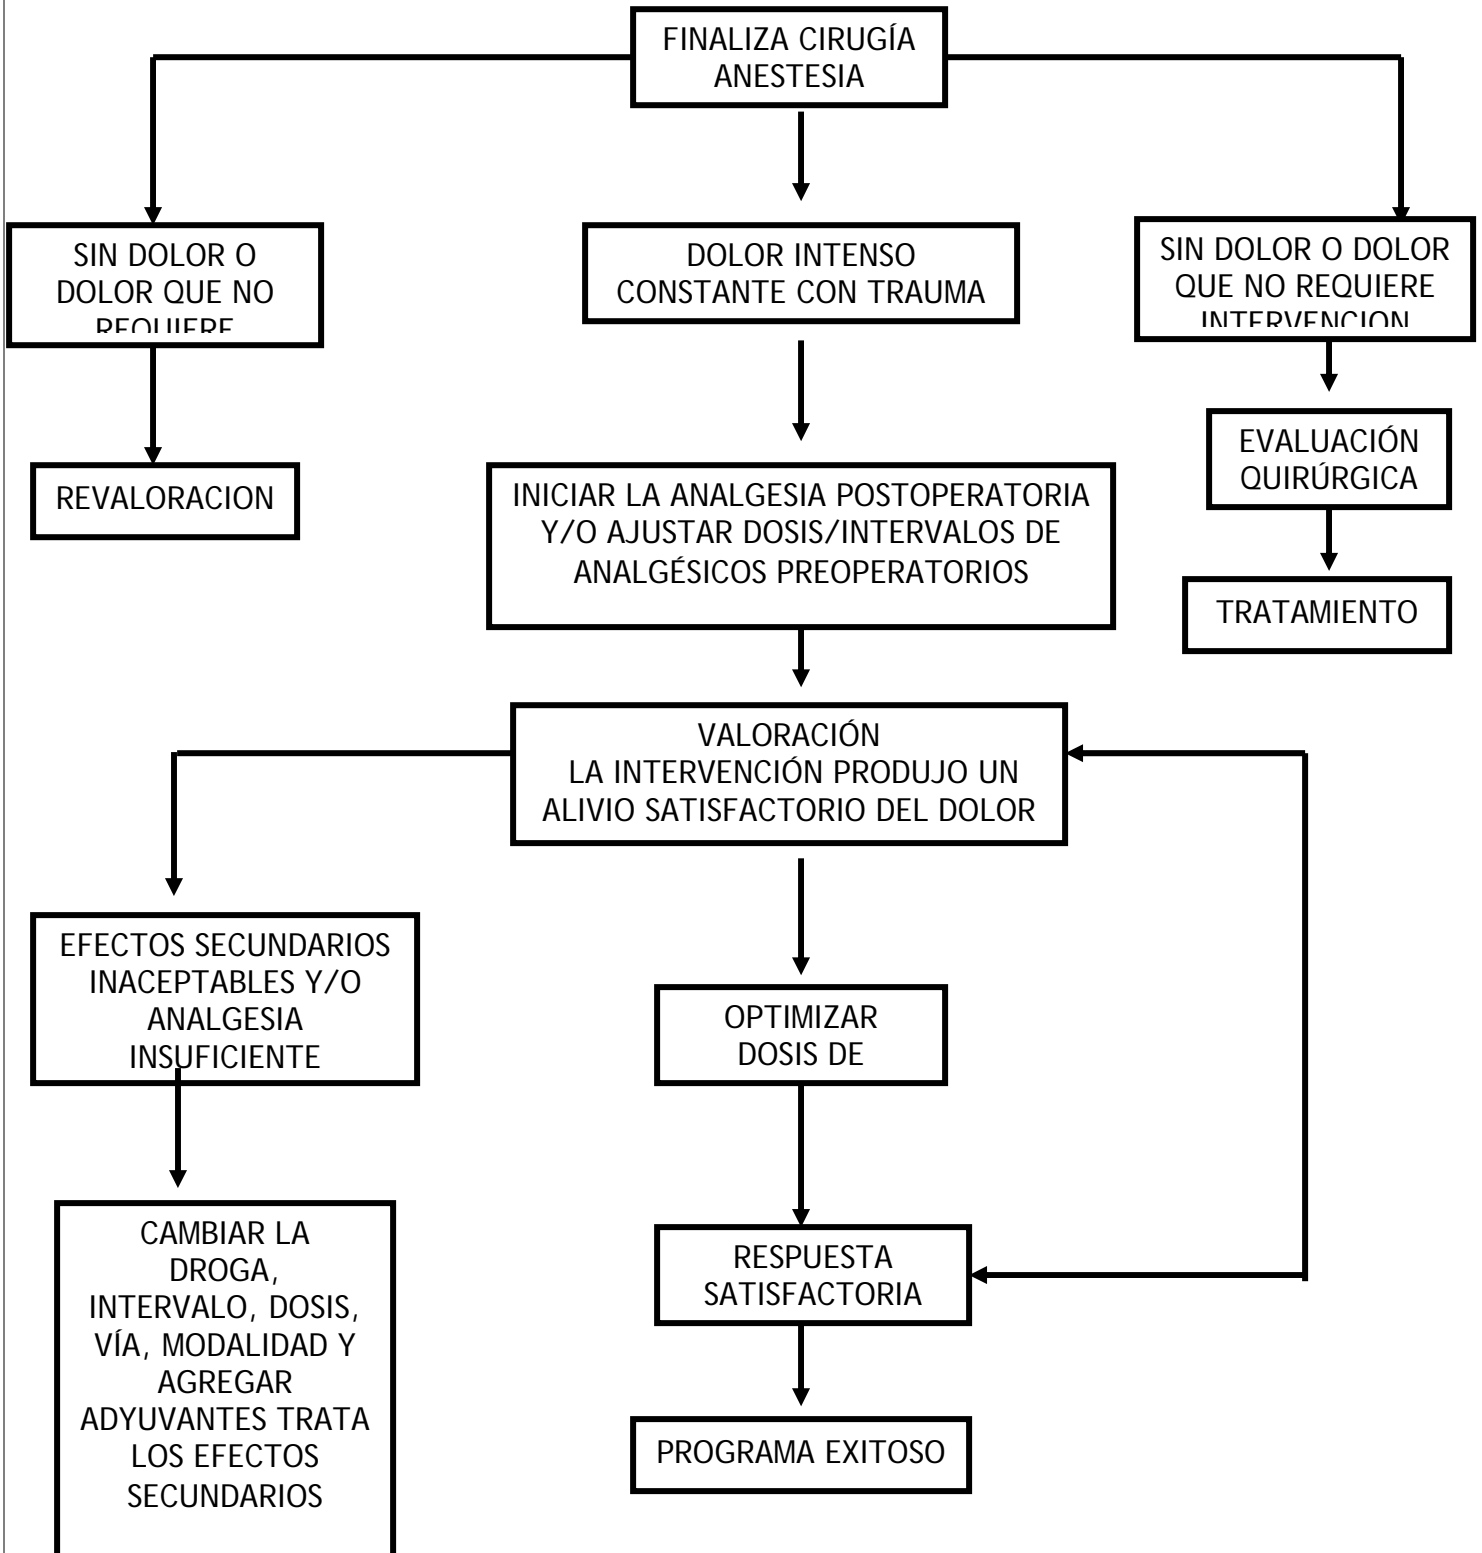 FINALIZA CIRUGÍA
ANESTESIA
SIN DOLOR O
DOLOR QUE NO
REQUIERE
DOLOR INTENSO
CONSTANTE CON TRAUMA
SIN DOLOR O DOLOR
QUE NO REQUIERE
INTERVENCION
REVALORACION
INICIAR LA ANALGESIA POSTOPERATORIA
Y/O AJUSTAR DOSIS/INTERVALOS DE
ANALGÉSICOS PREOPERATORIOS
EVALUACIÓN
QUIRÚRGICA
TRATAMIENTO
VALORACIÓN
LA INTERVENCIÓN PRODUJO UN
ALIVIO SATISFACTORIO DEL DOLOR
EFECTOS SECUNDARIOS
INACEPTABLES Y/O
ANALGESIA
INSUFICIENTE
OPTIMIZAR
DOSIS DE
CAMBIAR LA
DROGA,
INTERVALO, DOSIS,
VÍA, MODALIDAD Y
AGREGAR
ADYUVANTES TRATA
LOS EFECTOS
SECUNDARIOS
RESPUESTA
SATISFACTORIA
PROGRAMA EXITOSO